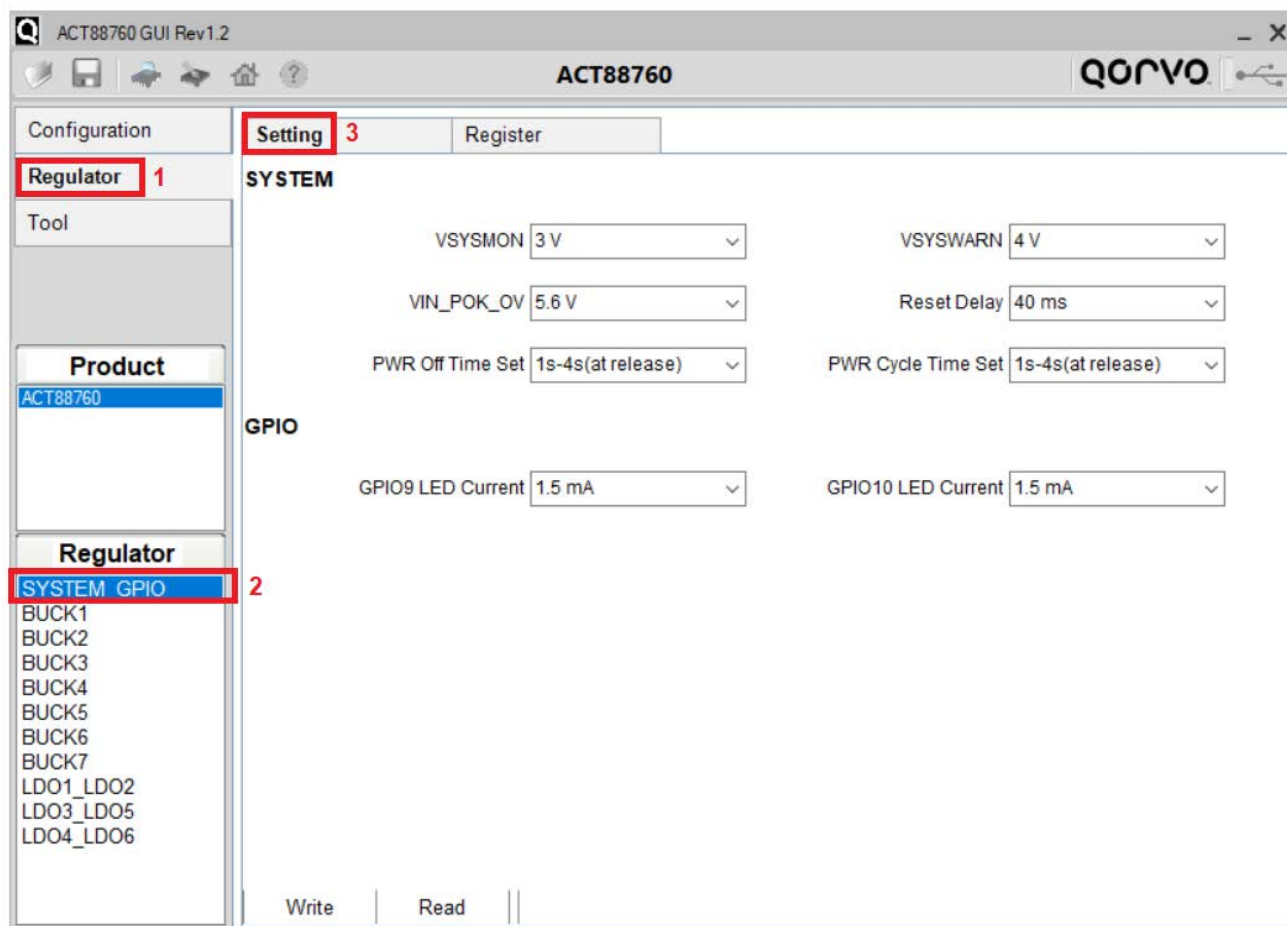 ACT88760 GUI Rev1.2
ACT88760
QORVO
Configuration
Regulator 1
Tool
Product
ACT88760
Regulator
SYSTEM_GPIO 2
BUCK1
BUCK2
BUCK3
BUCK4
BUCK5
BUCK6
BUCK7
LDO1_LDO2
LDO3_LDO5
LDO4_LDO6
Setting 3 Register
SYSTEM
VSYSMON 3 V VSYSWARN 4 V
VIN_POK_OV 5.6 V Reset Delay 40 ms
PWR Off Time Set 1s-4s(at release) PWR Cycle Time Set 1s-4s(at release)
GPIO
GPIO9 LED Current 1.5 mA GPIO10 LED Current 1.5 mA
Write Read